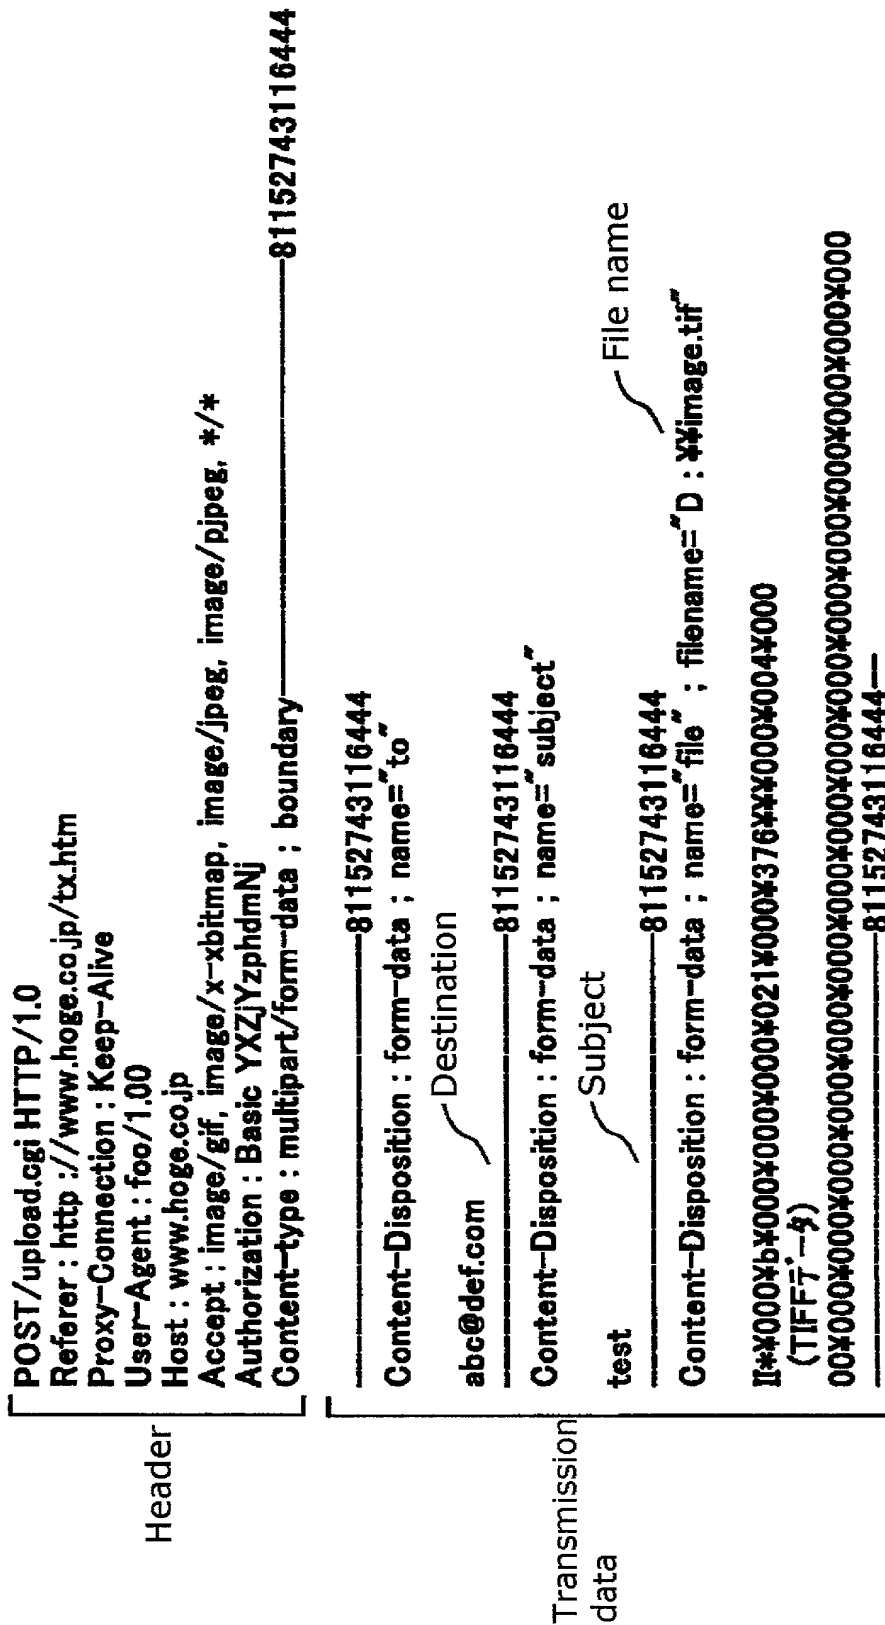 Header
POST/upload.cgi HTTP/1.0
Referer : http ://www.hoge.co.jp/tx.htm
Proxy-Connection : Keep-Alive
User-Agent : foo/1.00
Host : www.hoge.co.jp
Accept : image/gif, image/x-xbitmap, image/jpeg, image/pjpeg, */*
Authorization : Basic YXZjYzphdmNj
Content-type : multipart/form-data ; boundary—81152743116444
Transmission
data
—81152743116444
Content-Disposition : form-data ; name="to"
abc@def.com
Destination
—81152743116444
Content-Disposition : form-data ; name="subject"
test
Subject
—81152743116444
Content-Disposition : form-data ; name="file" ; filename="D : ¥¥image.tif"
File name
II*¥000¥b¥000¥000¥000¥021¥000¥376¥¥¥000¥004¥000
(TIFFデータ)
00¥000¥000¥000¥000¥000¥000¥000¥000¥000¥000¥000¥000¥000¥000
—81152743116444--